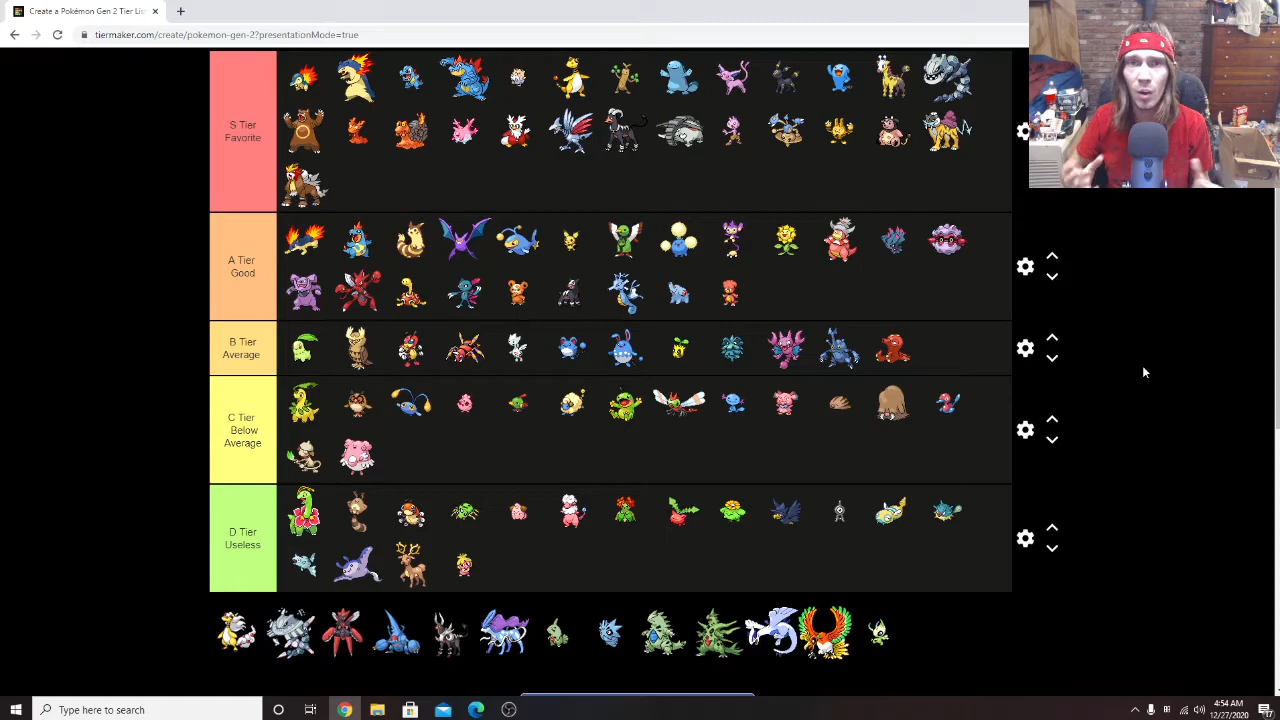 Create a Pokémon Gen 2 Tier Lis
tiermaker.com/create/pokemon-gen-2?presentationMode=true
S Tier
Favorite
A Tier
Good
B Tier
Average
C Tier
Below
Average
D Tier
Useless
Type here to search
4:54 AM
12/27/2020